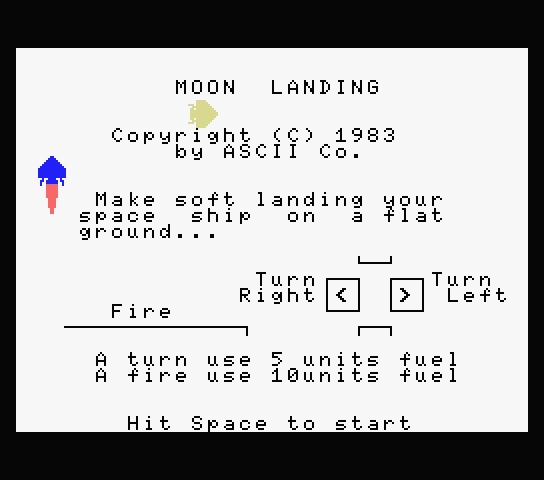 MOON LANDING
Copyright (C) 1983
by ASCII Co.
Make soft landing your
space ship on a flat
ground...
Turn Right < > Turn Left
Fire
A turn use 5 units fuel
A fire use 10units fuel
Hit Space to start